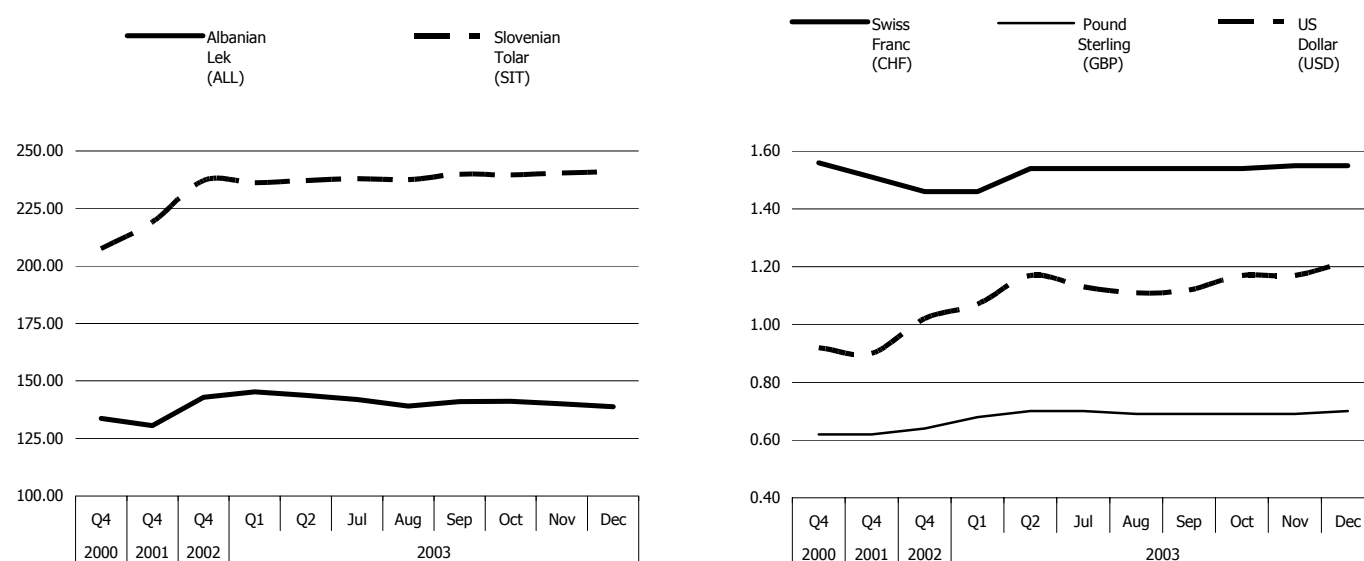 Albanian
Lek
(ALL)
Slovenian
Tolar
(SIT)
250.00
225.00
200.00
175.00
150.00
125.00
100.00
Q4 Q4 Q4 Q1 Q2 Jul Aug Sep Oct Nov Dec
2000 2001 2002 2003
Swiss
Franc
(CHF)
Pound
Sterling
(GBP)
US
Dollar
(USD)
1.60
1.40
1.20
1.00
0.80
0.60
0.40
Q4 Q4 Q4 Q1 Q2 Jul Aug Sep Oct Nov Dec
2000 2001 2002 2003